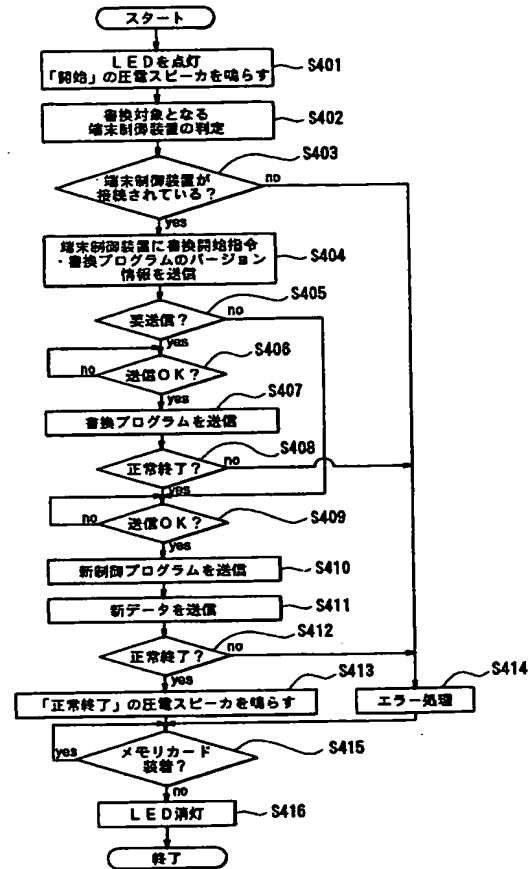 スタート
LEDを点灯
「開始」の圧電スピーカを鳴らす
S401
書換対象となる
端末制御装置の判定
S402
S403
端末制御装置が
接続されている?
no
yes
端末制御装置に書換開始指令
・書換プログラムのバージョン
情報を送信
S404
S405
要送信?
no
yes
S406
送信OK?
no
yes
S407
書換プログラムを送信
S408
正常終了?
no
yes
送信OK?
S409
no
yes
新制御プログラムを送信
S410
新データを送信
S411
S412
正常終了?
no
yes
S413
「正常終了」の圧電スピーカを鳴らす
S414
エラー処理
メモリカード
装着?
S415
yes
no
LED消灯
S416
終了